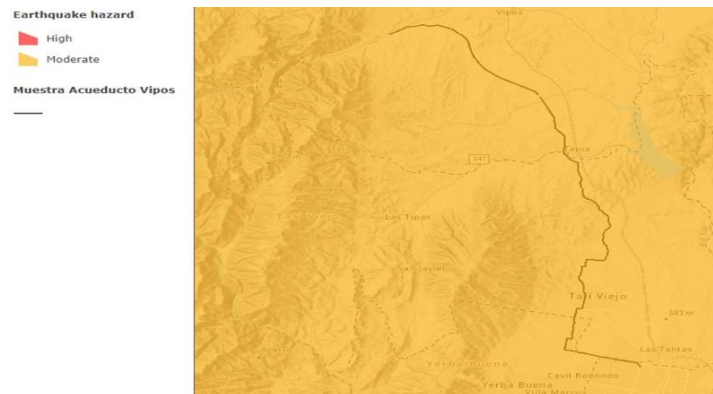 Earthquake hazard
High
Moderate
Muestra Acueducto Vipos
Vipos
Tapia
341
Las Tipas
San Javier
Tafí Viejo
583 m
Las Talitas
Yerba Buena
Cevil Redondo
Yerba Buena
Villa Marcos